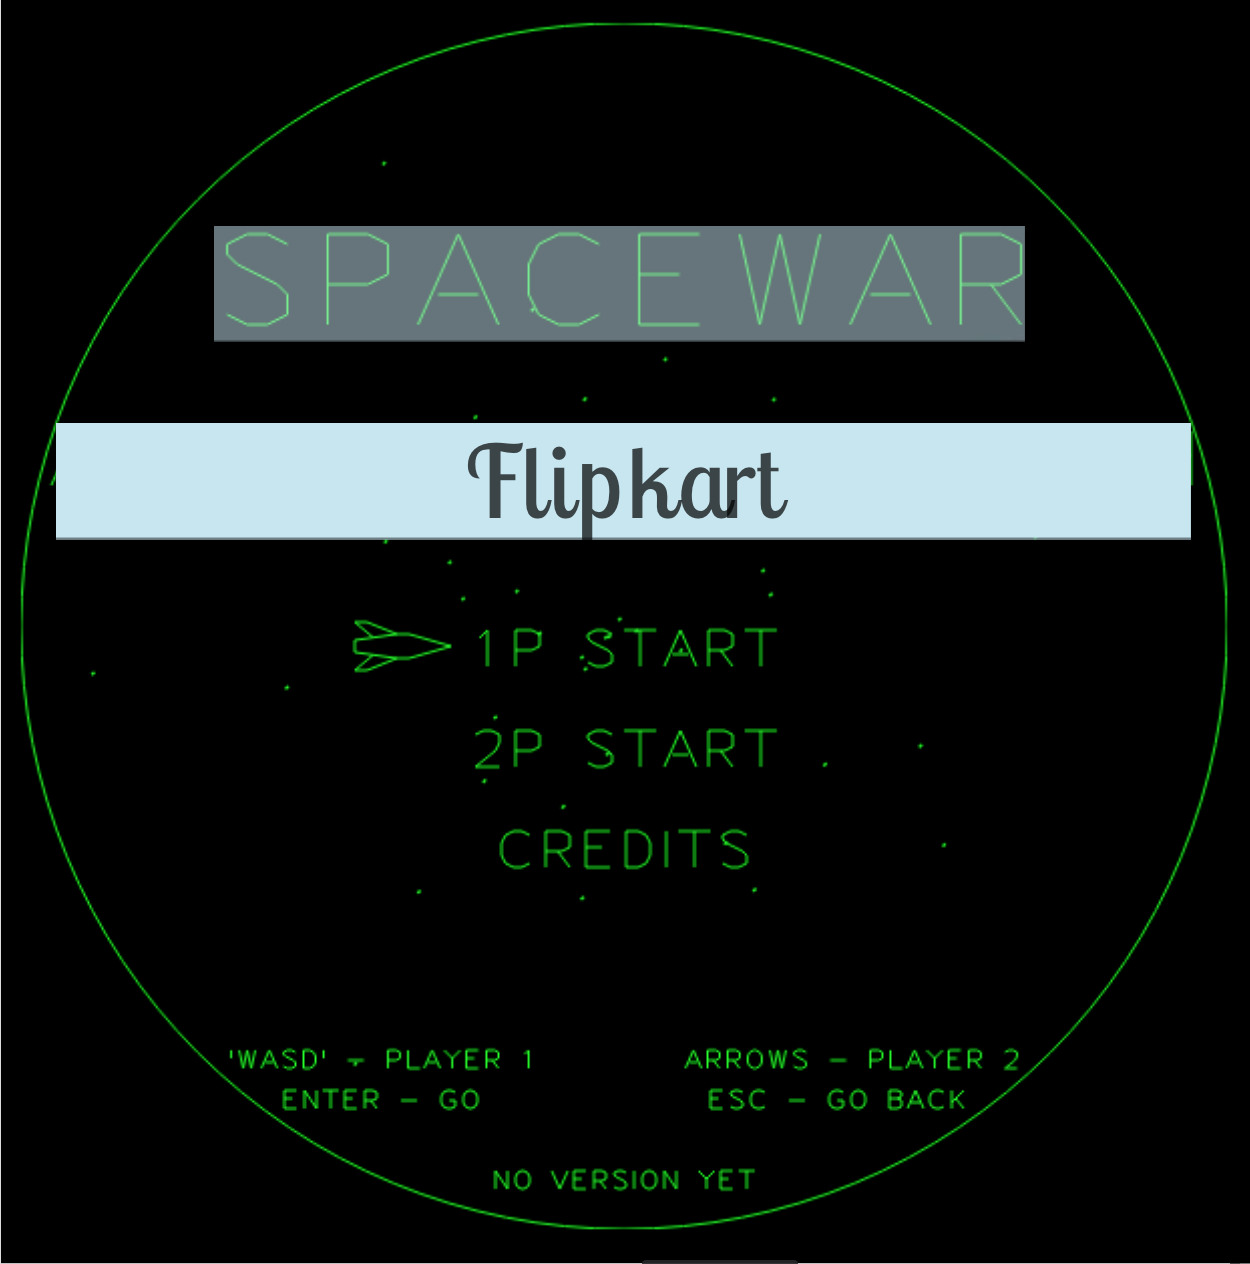 SPACEWAR
Flipkart
1P START
2P START
CREDITS
'WASD' - PLAYER 1
ARROWS - PLAYER 2
ENTER - GO
ESC - GO BACK
NO VERSION YET